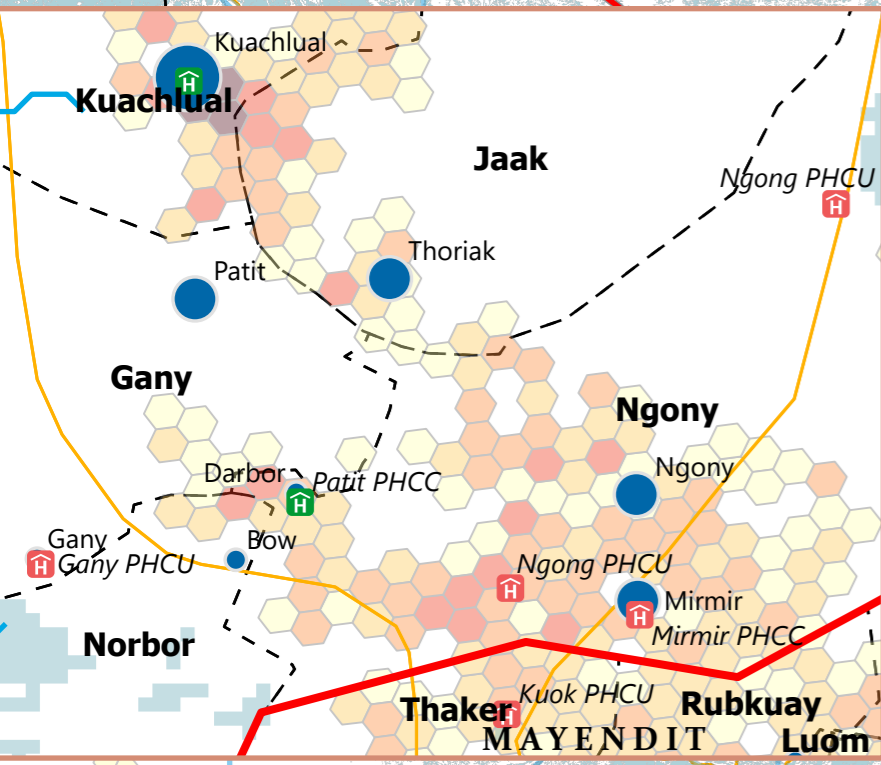 Kuachlual
H
Kuachlual
Jaak
Ngong PHCU
H
Thoriak
Patit
Gany
Ngony
Darbor
Patit PHCC
H
Ngony
Gany
Bow
H
Gany PHCU
Ngong PHCU
H
Mirmir
H
Mirmir PHCC
Norbor
Kuok PHCU
Thaker
H
Rubkuay
MAYENDIT
Luom